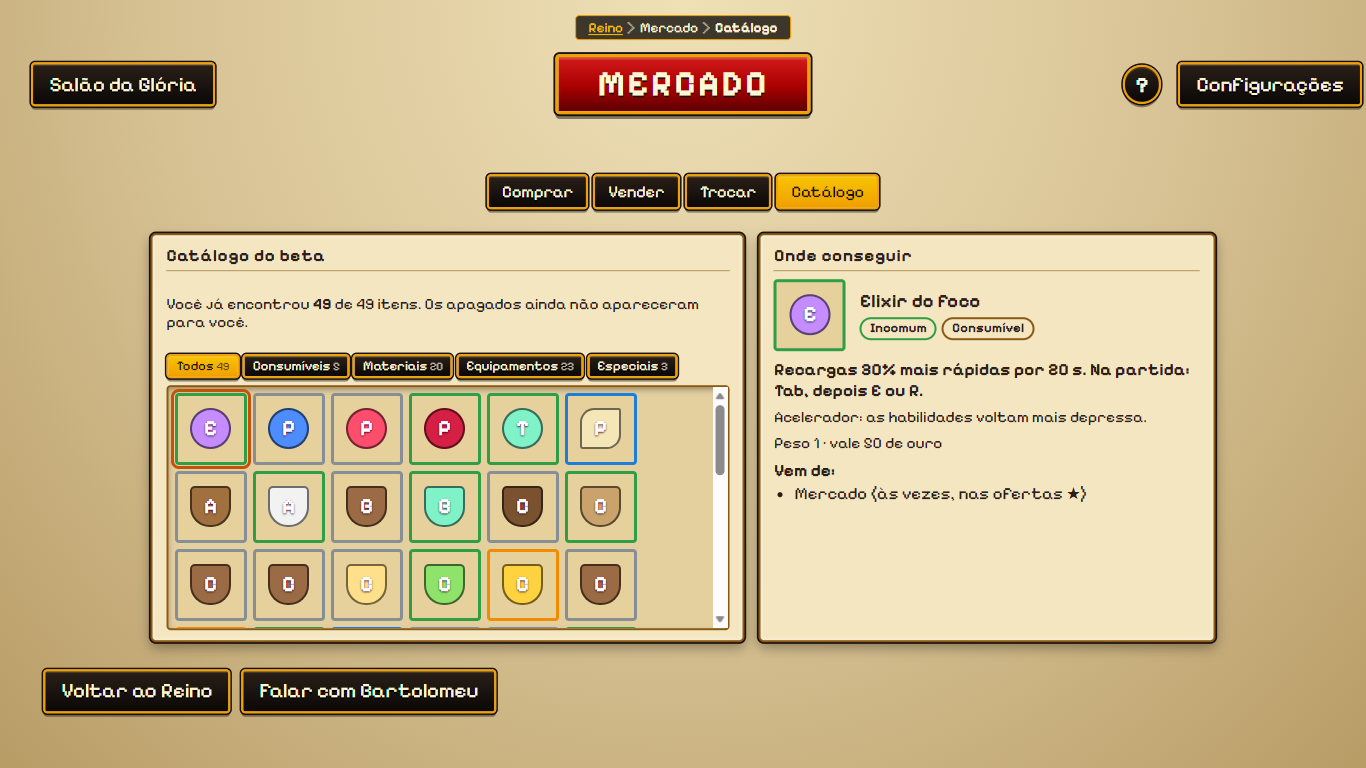 Reino > Mercado > Catálogo
Salão da Glória
MERCADO
?
Configurações
Comprar
Vender
Trocar
Catálogo
Catálogo do beta
Você já encontrou 49 de 49 itens. Os apagados ainda não apareceram
para você.
Todos 49
Consumíveis 8
Materiais 20
Equipamentos 23
Especiais 3
E
P
P
P
T
P
A
A
B
B
C
C
C
C
C
C
C
C
Onde conseguir
E
Elixir do Foco
Incomum
Consumível
Recargas 30% mais rápidas por 20 s. Na partida:
Tab, depois E ou R.
Acelerador: as habilidades voltam mais depressa.
Peso 1 · vale 80 de ouro
Vem de:
• Mercado (às vezes, nas ofertas ★)
Voltar ao Reino
Falar com Bartolomeu